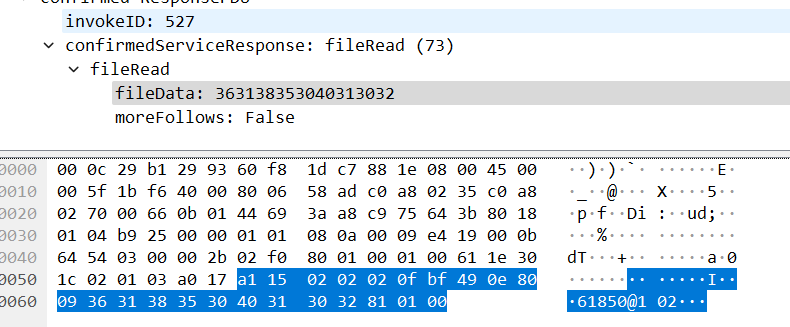 invokeID: 527
confirmedServiceResponse: fileRead (73)
fileRead
fileData: 363138353040313032
moreFollows: False
0000 00 0c 29 b1 29 93 60 f8 1d c7 88 1e 08 00 45 00 ··)·)·`· ······E·
0010 00 5f 1b f6 40 00 80 06 58 ad c0 a8 02 35 c0 a8 ·_··@··· X····5··
0020 02 70 00 66 0b 01 44 69 3a a8 c9 75 64 3b 80 18 ·p·f··Di :··ud;··
0030 01 04 b9 25 00 00 01 01 08 0a 00 09 e4 19 00 0b ···%···· ········
0040 64 54 03 00 00 2b 02 f0 80 01 00 01 00 61 1e 30 dT···+·· ·····a·0
0050 1c 02 01 03 a0 17 a1 15 02 02 02 0f bf 49 0e 80 ········ ·····I··
0060 09 36 31 38 35 30 40 31 30 32 81 01 00 ·61850@1 02···